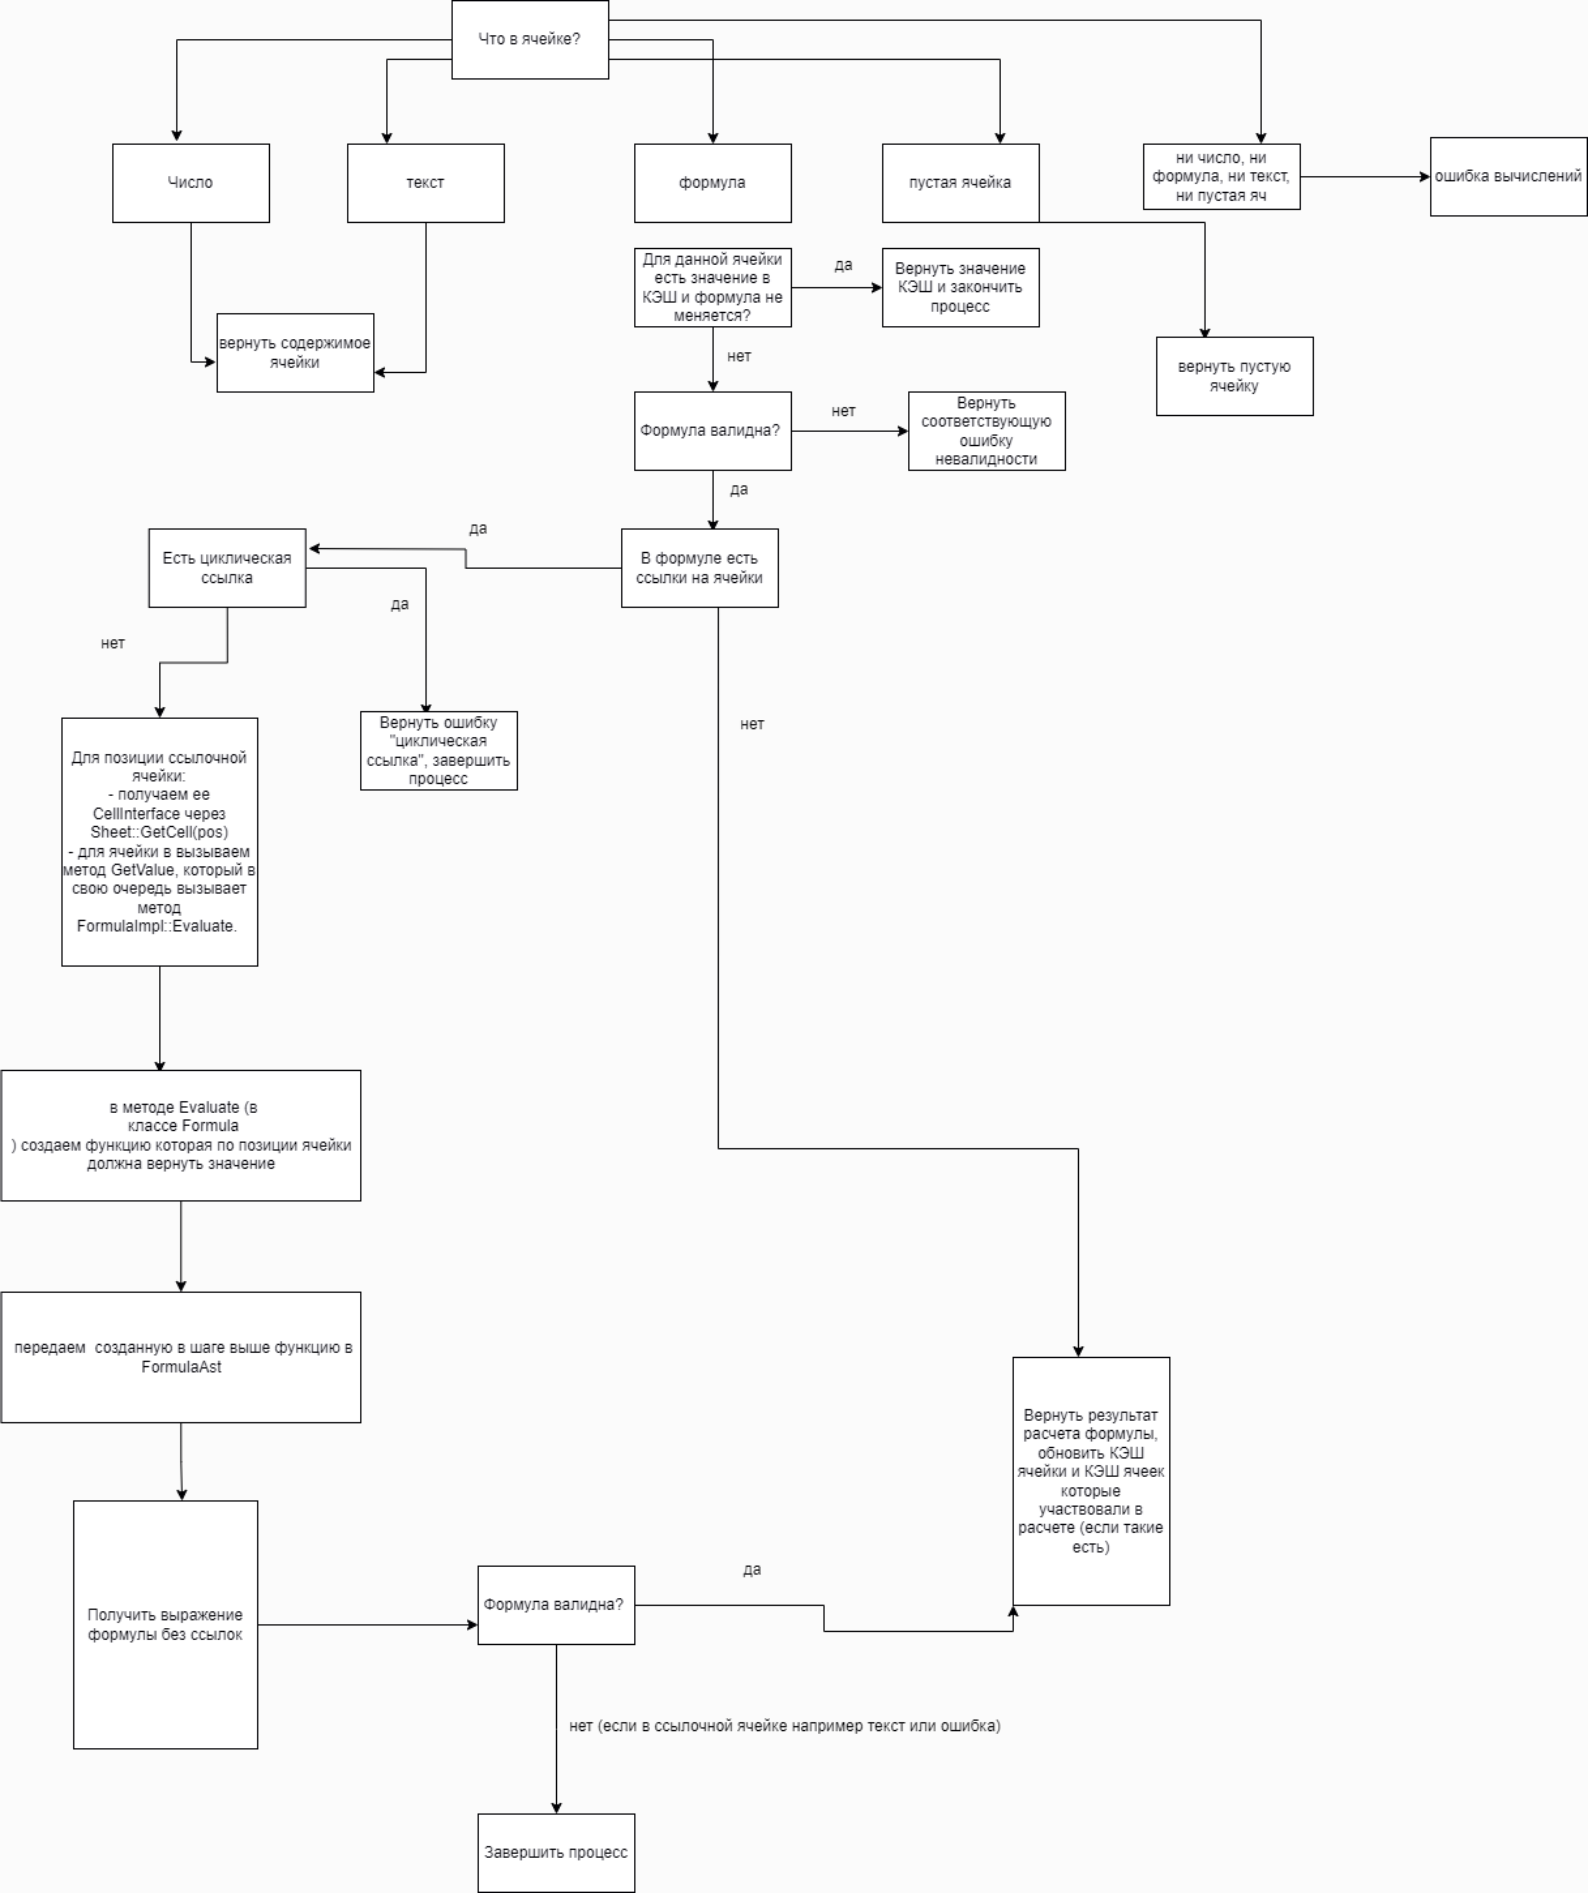 Что в ячейке?
Число
текст
формула
пустая ячейка
ни число, ни
формула, ни текст,
ни пустая яч
ошибка вычислений
Для данной ячейки
есть значение в
КЭШ и формула не
меняется?
да
Вернуть значение
КЭШ и закончить
процесс
вернуть содержимое
ячейки
нет
вернуть пустую
ячейку
Формула валидна?
нет
Вернуть
соответствующую
ошибку
невалидности
да
да
Есть циклическая
ссылка
В формуле есть
ссылки на ячейки
да
нет
нет
Вернуть ошибку
"циклическая
ссылка", завершить
процесс
Для позиции ссылочной
ячейки:
- получаем ее
CellInterface через
Sheet::GetCell(pos)
- для ячейки в вызываем
метод GetValue, который в
свою очередь вызывает
метод
FormulaImpl::Evaluate.
в методе Evaluate (в
классе Formula
) создаем функцию которая по позиции ячейки
должна вернуть значение
передаем  созданную в шаге выше функцию в
FormulaAst
Вернуть результат
расчета формулы,
обновить КЭШ
ячейки и КЭШ ячеек
которые
участвовали в
расчете (если такие
есть)
Получить выражение
формулы без ссылок
Формула валидна?
да
нет (если в ссылочной ячейке например текст или ошибка)
Завершить процесс